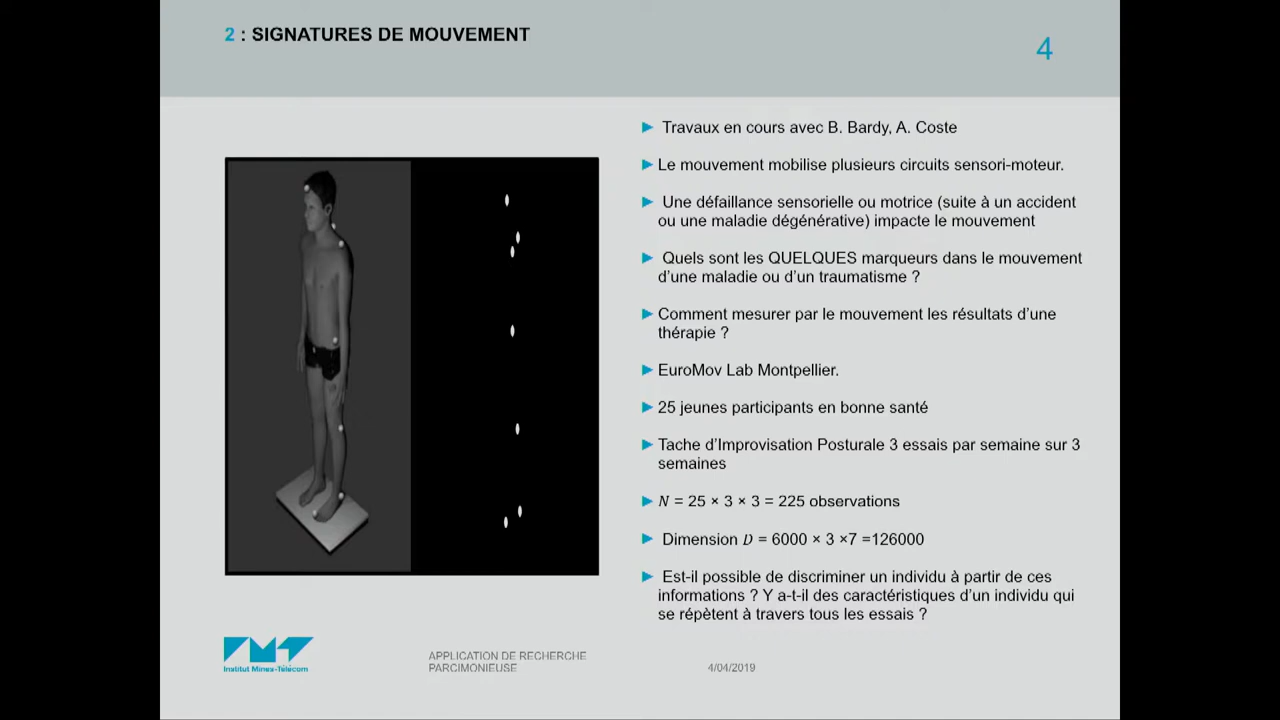 2 : SIGNATURES DE MOUVEMENT
4
Travaux en cours avec B. Bardy, A. Coste
Le mouvement mobilise plusieurs circuits sensori-moteur.
Une défaillance sensorielle ou motrice (suite à un accident
ou une maladie dégénérative) impacte le mouvement
Quels sont les QUELQUES marqueurs dans le mouvement
d'une maladie ou d'un traumatisme ?
Comment mesurer par le mouvement les résultats d'une
thérapie ?
EuroMov Lab Montpellier.
25 jeunes participants en bonne santé
Tache d'Improvisation Posturale 3 essais par semaine sur 3
semaines
N = 25 × 3 × 3 = 225 observations
Dimension D = 6000 × 3 ×7 =126000
Est-il possible de discriminer un individu à partir de ces
informations ? Y a-t-il des caractéristiques d'un individu qui
se répètent à travers tous les essais ?
Institut Mines-Télécom
APPLICATION DE RECHERCHE
PARCIMONIEUSE
4/04/2019